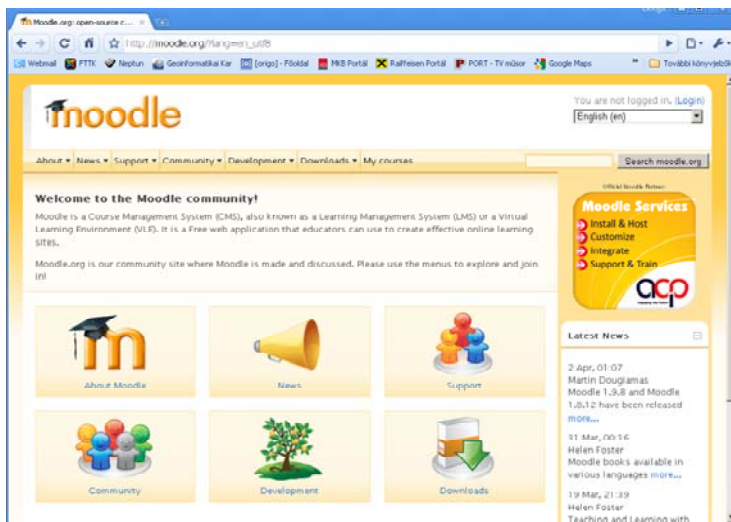 Moodle.org: open-source c...
http://moodle.org/?lang=en_utf8
Webmail PTTK Neptun Geoinformatikai Kar [origo] - Főoldal MKB Portál Raiffeisen Portál PORT - TV műsor Google Maps » További könyvjelzők
moodle
You are not logged in. (Login)
English (en)
About News Support Community Development Downloads My courses
Search moodle.org
Welcome to the Moodle community!
Moodle is a Course Management System (CMS), also known as a Learning Management System (LMS) or a Virtual
Learning Environment (VLE). It is a Free web application that educators can use to create effective online learning
sites.
Moodle.org is our community site where Moodle is made and discussed. Please use the menus to explore and join
in!
About Moodle
News
Support
Community
Development
Downloads
Official Moodle Partner
Moodle Services
Install & Host
Customize
Integrate
Support & Train
acp
Latest News
2 Apr, 01:07
Martin Dougiamas
Moodle 1.9.8 and Moodle
1.8.12 have been released
more...
31 Mar, 00:16
Helen Foster
Moodle books available in
various languages more...
19 Mar, 21:39
Helen Foster
Teaching and Learning with